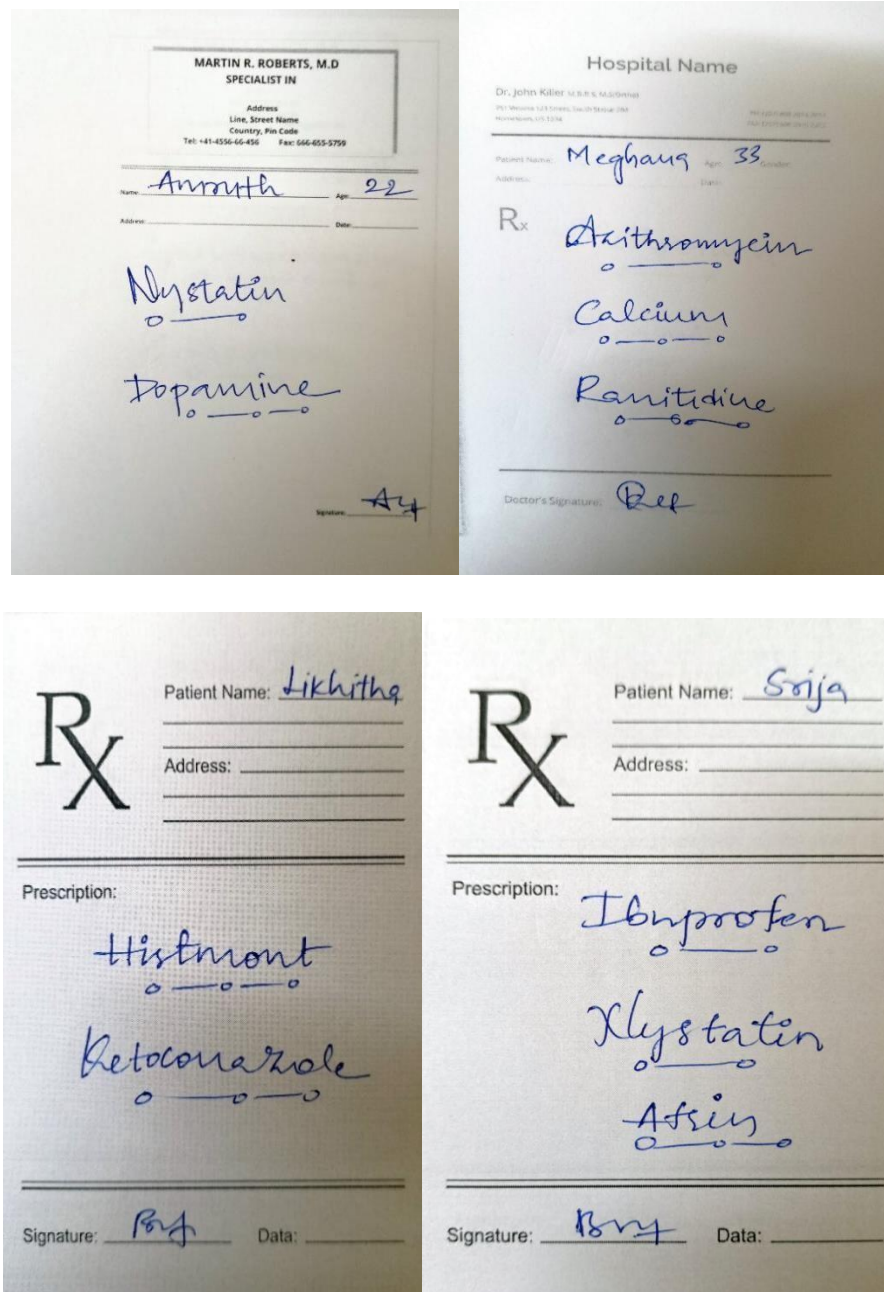 MARTIN R. ROBERTS, M.D
SPECIALIST IN
Address
Line, Street Name
Country, Pin Code
Tel: +41-4556-66-456 Fax: 666-655-5759
Name: Age: 22
Address: Date:
Nystatin
Dopamine
Signature:
Hospital Name
Dr. John Killer
Patient Name: Meghana Age: 33 Gender:
Address: Date:
Rx
Azithromycin
Calcium
Ranitidine
Doctor's Signature:
Rx
Patient Name: Likhitha
Address:
Prescription:
Histmont
Ketoconazole
Signature: Data:
Rx
Patient Name: Srija
Address:
Prescription:
Ibuprofen
Klystatin
Afrin
Signature: Data: